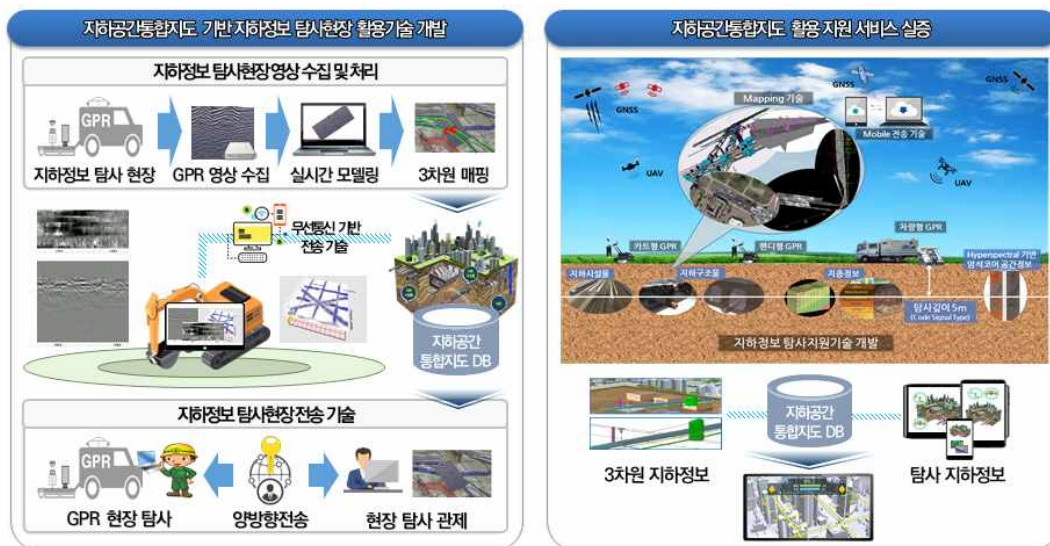 지하공간통합지도 기반 지하정보 탐사현장 활용기술 개발
지하정보 탐사현장 영상 수집 및 처리
GPR
지하정보 탐사 현장
GPR 영상 수집
실시간 모델링
3차원 매핑
무선통신 기반
전송 기술
지하공간
통합지도 DB
지하정보 탐사현장 전송 기술
GPR
GPR 현장 탐사
양방향전송
현장 탐사 관제
지하공간통합지도 활용 지원 서비스 실증
GNSS
GNSS
GNSS
Mapping 기술
Mobile 전송 기술
UAV
UAV
카트형 GPR
핸디형 GPR
차량형 GPR
지하시설물
지하구조물
지층정보
Hyperspectral 기반
암석코어 공간정보
탐사깊이 5m
(Code Signal Type)
지하정보 탐사지원기술 개발
지하공간
통합지도 DB
3차원 지하정보
탐사 지하정보